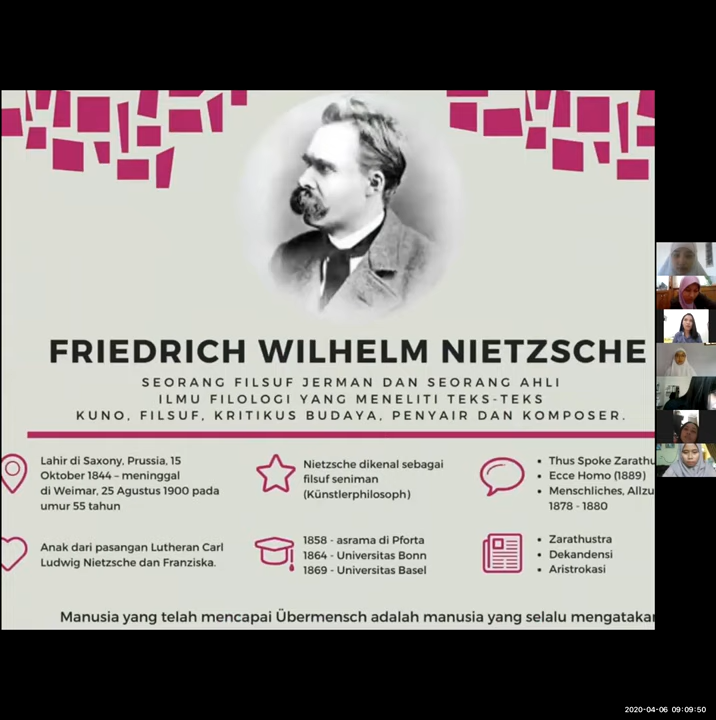 FRIEDRICH WILHELM NIETZSCHE
SEORANG FILSUF JERMAN DAN SEORANG AHLI
ILMU FILOLOGI YANG MENELITI TEKS-TEKS
KUNO, FILSUF, KRITIKUS BUDAYA, PENYAIR DAN KOMPOSER.
Lahir di Saxony, Prussia, 15
Oktober 1844 – meninggal
di Weimar, 25 Agustus 1900 pada
umur 55 tahun
Nietzsche dikenal sebagai
filsuf seniman
(Künstlerphilosoph)
• Thus Spoke Zarathu
• Ecce Homo (1889)
• Menschliches, Allzu
1878 - 1880
Anak dari pasangan Lutheran Carl
Ludwig Nietzsche dan Franziska.
1858 - asrama di Pforta
1864 - Universitas Bonn
1869 - Universitas Basel
• Zarathustra
• Dekandensi
• Aristrokasi
Manusia yang telah mencapai Übermensch adalah manusia yang selalu mengatakan
2020-04-06 09:09:50